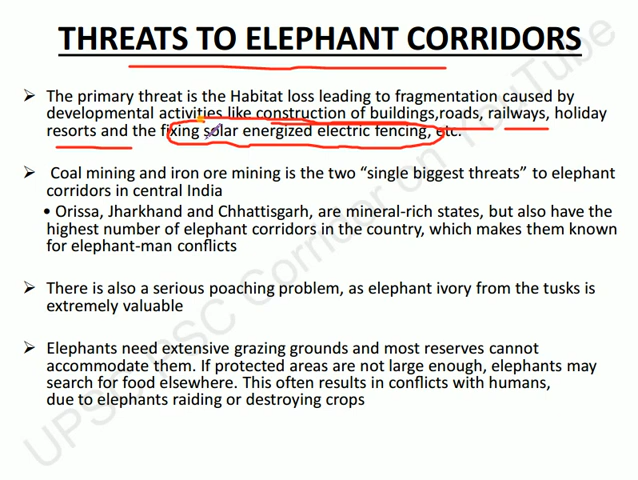 THREATS TO ELEPHANT CORRIDORS
➢ The primary threat is the Habitat loss leading to fragmentation caused by
developmental activities like construction of buildings,roads, railways, holiday
resorts and the fixing solar energized electric fencing, etc.
➢ Coal mining and iron ore mining is the two “single biggest threats” to elephant
corridors in central India
• Orissa, Jharkhand and Chhattisgarh, are mineral-rich states, but also have the
highest number of elephant corridors in the country, which makes them known
for elephant-man conflicts
➢ There is also a serious poaching problem, as elephant ivory from the tusks is
extremely valuable
➢ Elephants need extensive grazing grounds and most reserves cannot
accommodate them. If protected areas are not large enough, elephants may
search for food elsewhere. This often results in conflicts with humans,
due to elephants raiding or destroying crops
UPSC PSC Corridor on YouTube